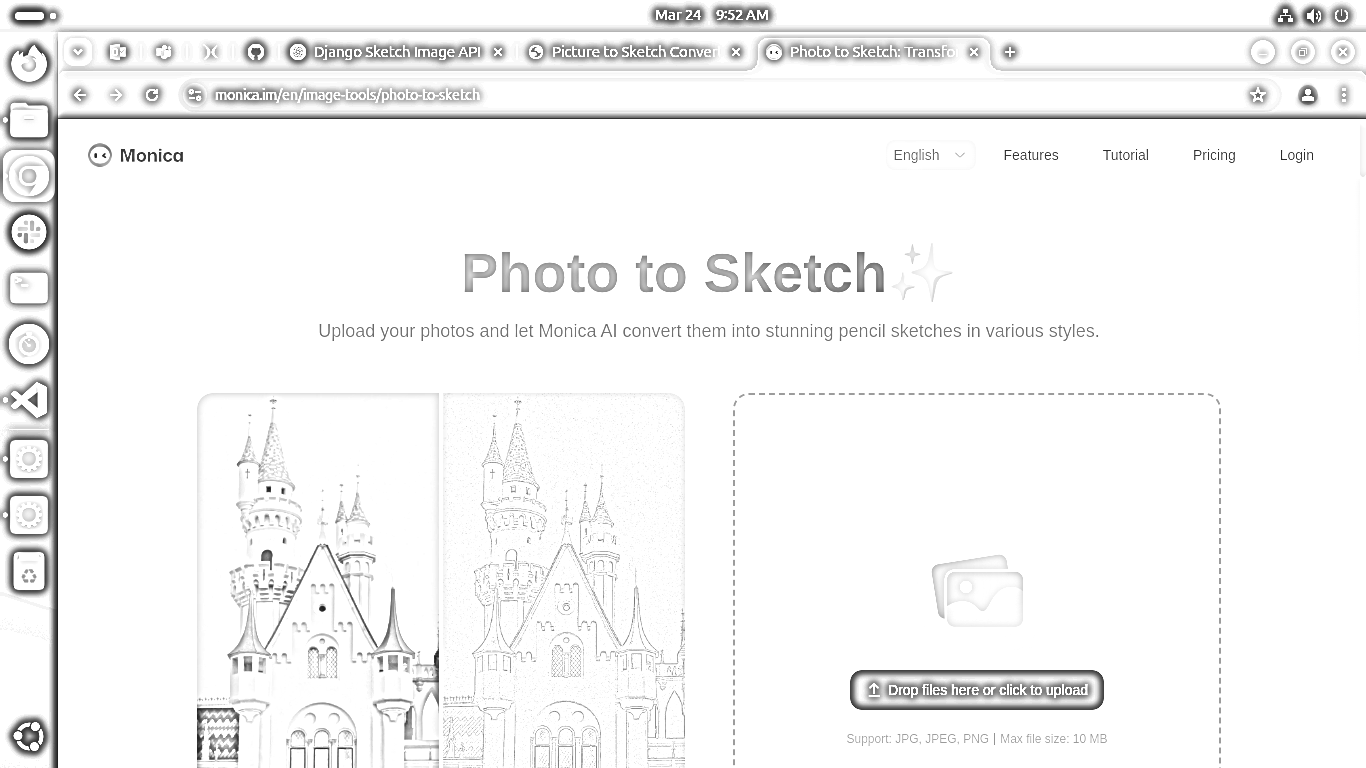 Mar 24 9:52 AM
Django Sketch Image API
Picture to Sketch Conver
Photo to Sketch: Transfo
monica.im/en/image-tools/photo-to-sketch
Monica
English
Features
Tutorial
Pricing
Login
Photo to Sketch
Upload your photos and let Monica AI convert them into stunning pencil sketches in various styles.
Drop files here or click to upload
Support: JPG, JPEG, PNG | Max file size: 10 MB